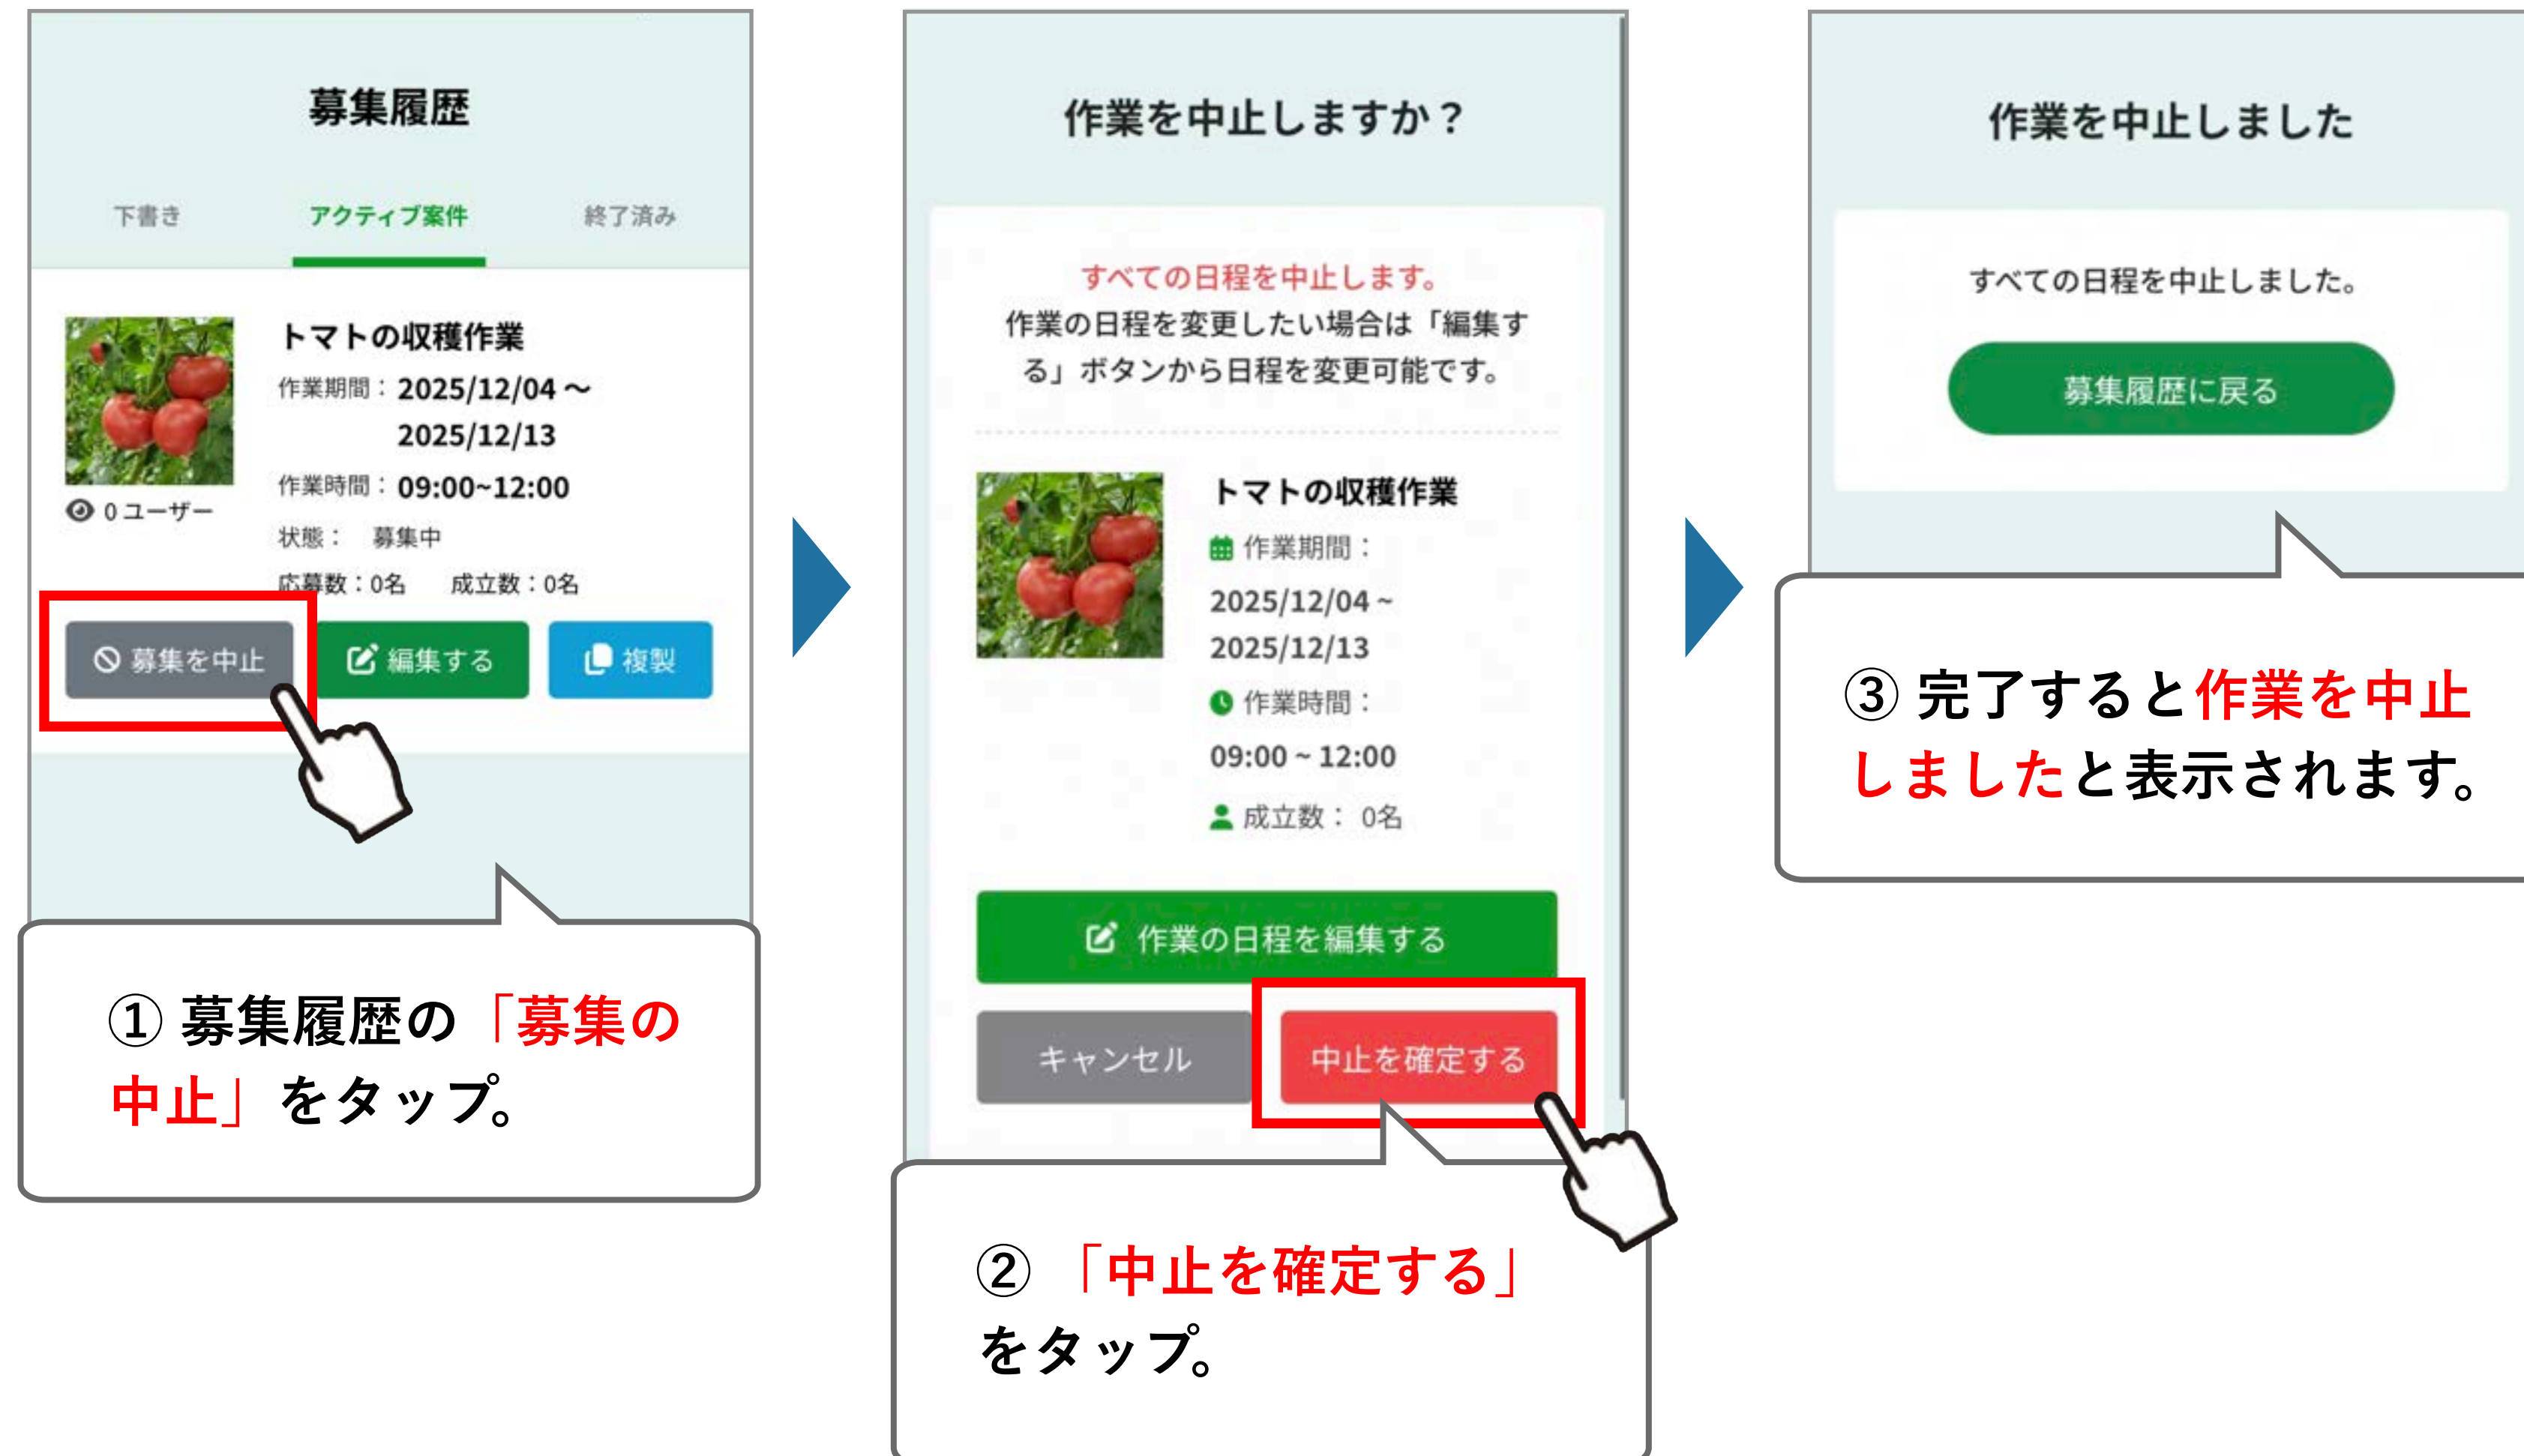 募集履歴
下書き
アクティブ案件
終了済み
トマトの収穫作業
作業期間：2025/12/04 〜
2025/12/13
作業時間：09:00~12:00
0 ユーザー
状態： 募集中
応募数：0名 成立数：0名
募集を中止
編集する
複製
① 募集履歴の「募集の
中止」をタップ。
作業を中止しますか？
すべての日程を中止します。
作業の日程を変更したい場合は「編集す
る」ボタンから日程を変更可能です。
トマトの収穫作業
作業期間：
2025/12/04 ~
2025/12/13
作業時間：
09:00 ~ 12:00
成立数： 0名
作業の日程を編集する
キャンセル
中止を確定する
② 「中止を確定する」
をタップ。
作業を中止しました
すべての日程を中止しました。
募集履歴に戻る
③ 完了すると作業を中止
しましたと表示されます。